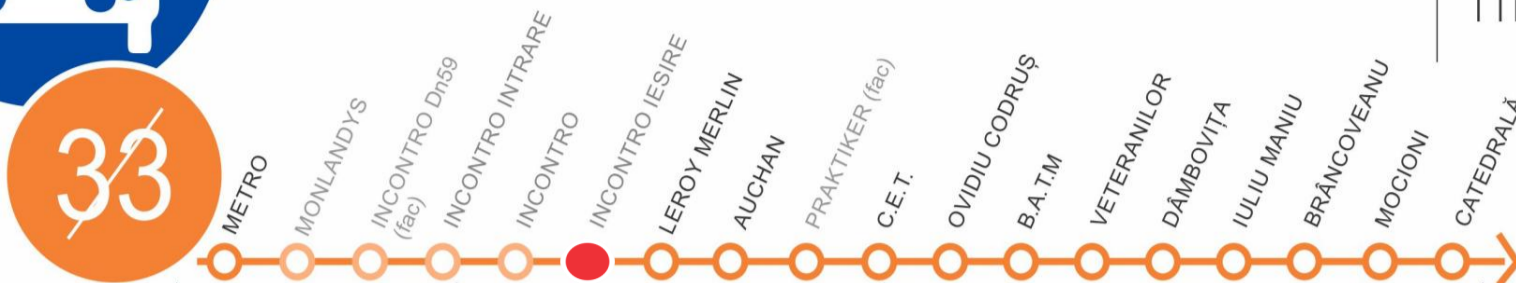 33
METRO
MONLANDYS
INCONTRO Dn59
(fac)
INCONTRO INTRARE
INCONTRO
INCONTRO IESIRE
LEROY MERLIN
AUCHAN
PRAKTIKER (fac)
C.E.T.
OVIDIU CODRUȘ
B.A.T.M
VETERANILOR
DÂMBOVIȚA
IULIU MANIU
BRÂNCOVEANU
MOCIONI
CATEDRALĂ